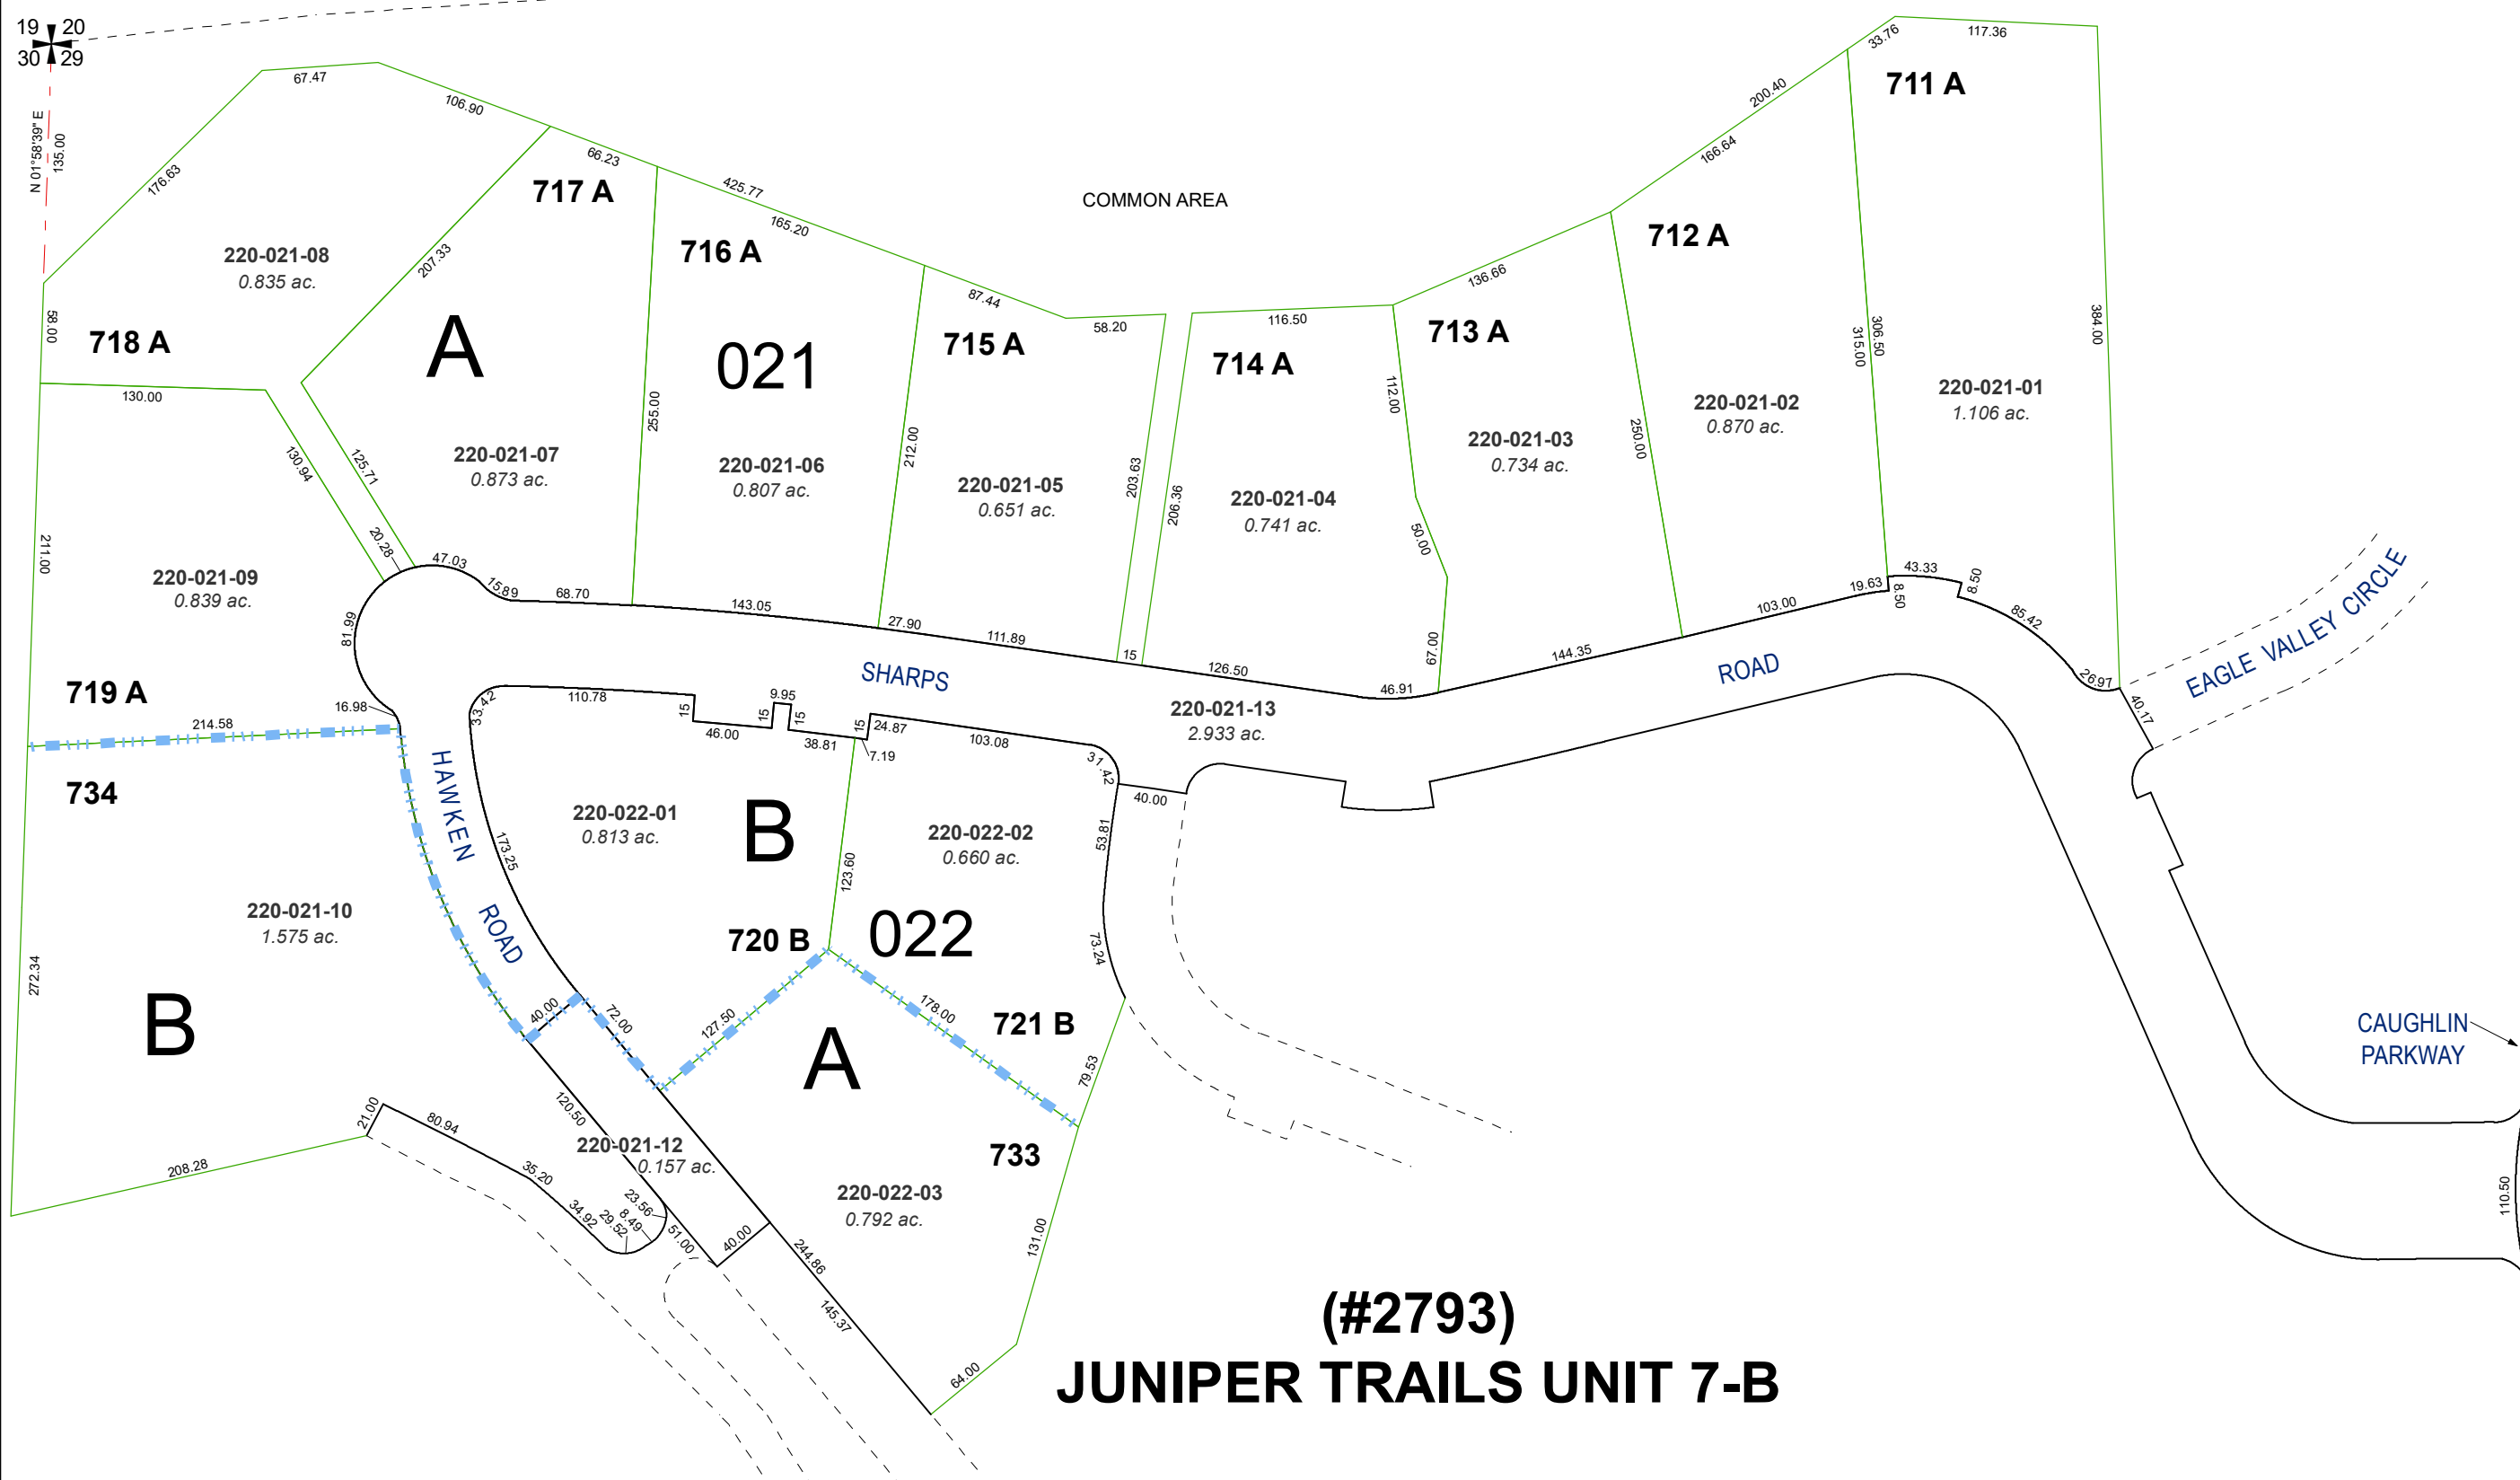 19 20
30 29
N 01°58'39" E
135.00
67.47
106.90
176.63
66.23
717 A
425.77
165.20
716 A
COMMON AREA
33.76
117.36
711 A
200.40
166.64
712 A
220-021-08
0.835 ac.
207.33
58.00
718 A
A
021
87.44
58.20
715 A
116.50
714 A
136.66
713 A
306.50
315.00
384.00
130.00
112.00
220-021-01
1.106 ac.
220-021-02
0.870 ac.
255.00
212.00
250.00
220-021-03
0.734 ac.
130.94
125.71
220-021-07
0.873 ac.
220-021-06
0.807 ac.
220-021-05
0.651 ac.
203.63
206.36
220-021-04
0.741 ac.
50.00
211.00
20.28
47.03
15.89
68.70
143.05
27.90
111.89
15
126.50
46.91
67.00
144.35
103.00
19.63
8.50
43.33
8.50
85.42
26.97
40.17
EAGLE VALLEY CIRCLE
220-021-09
0.839 ac.
81.99
719 A
16.98
214.58
33.42
110.78
15
46.00
15
9.95
15
38.81
15
24.87
7.19
103.08
SHARPS
ROAD
220-021-13
2.933 ac.
31.42
40.00
734
HAWKEN
ROAD
173.25
220-022-01
0.813 ac.
B
123.60
220-022-02
0.660 ac.
53.81
73.24
220-021-10
1.575 ac.
720 B
022
272.34
B
40.00
72.00
127.50
178.00
A
721 B
79.53
733
CAUGHLIN
PARKWAY
110.50
21.00
80.94
35.20
34.92
29.52
8.49
23.56
208.28
120.50
220-021-12
0.157 ac.
51.00
40.00
220-022-03
0.792 ac.
131.00
244.86
145.37
64.00
(#2793)
JUNIPER TRAILS UNIT 7-B